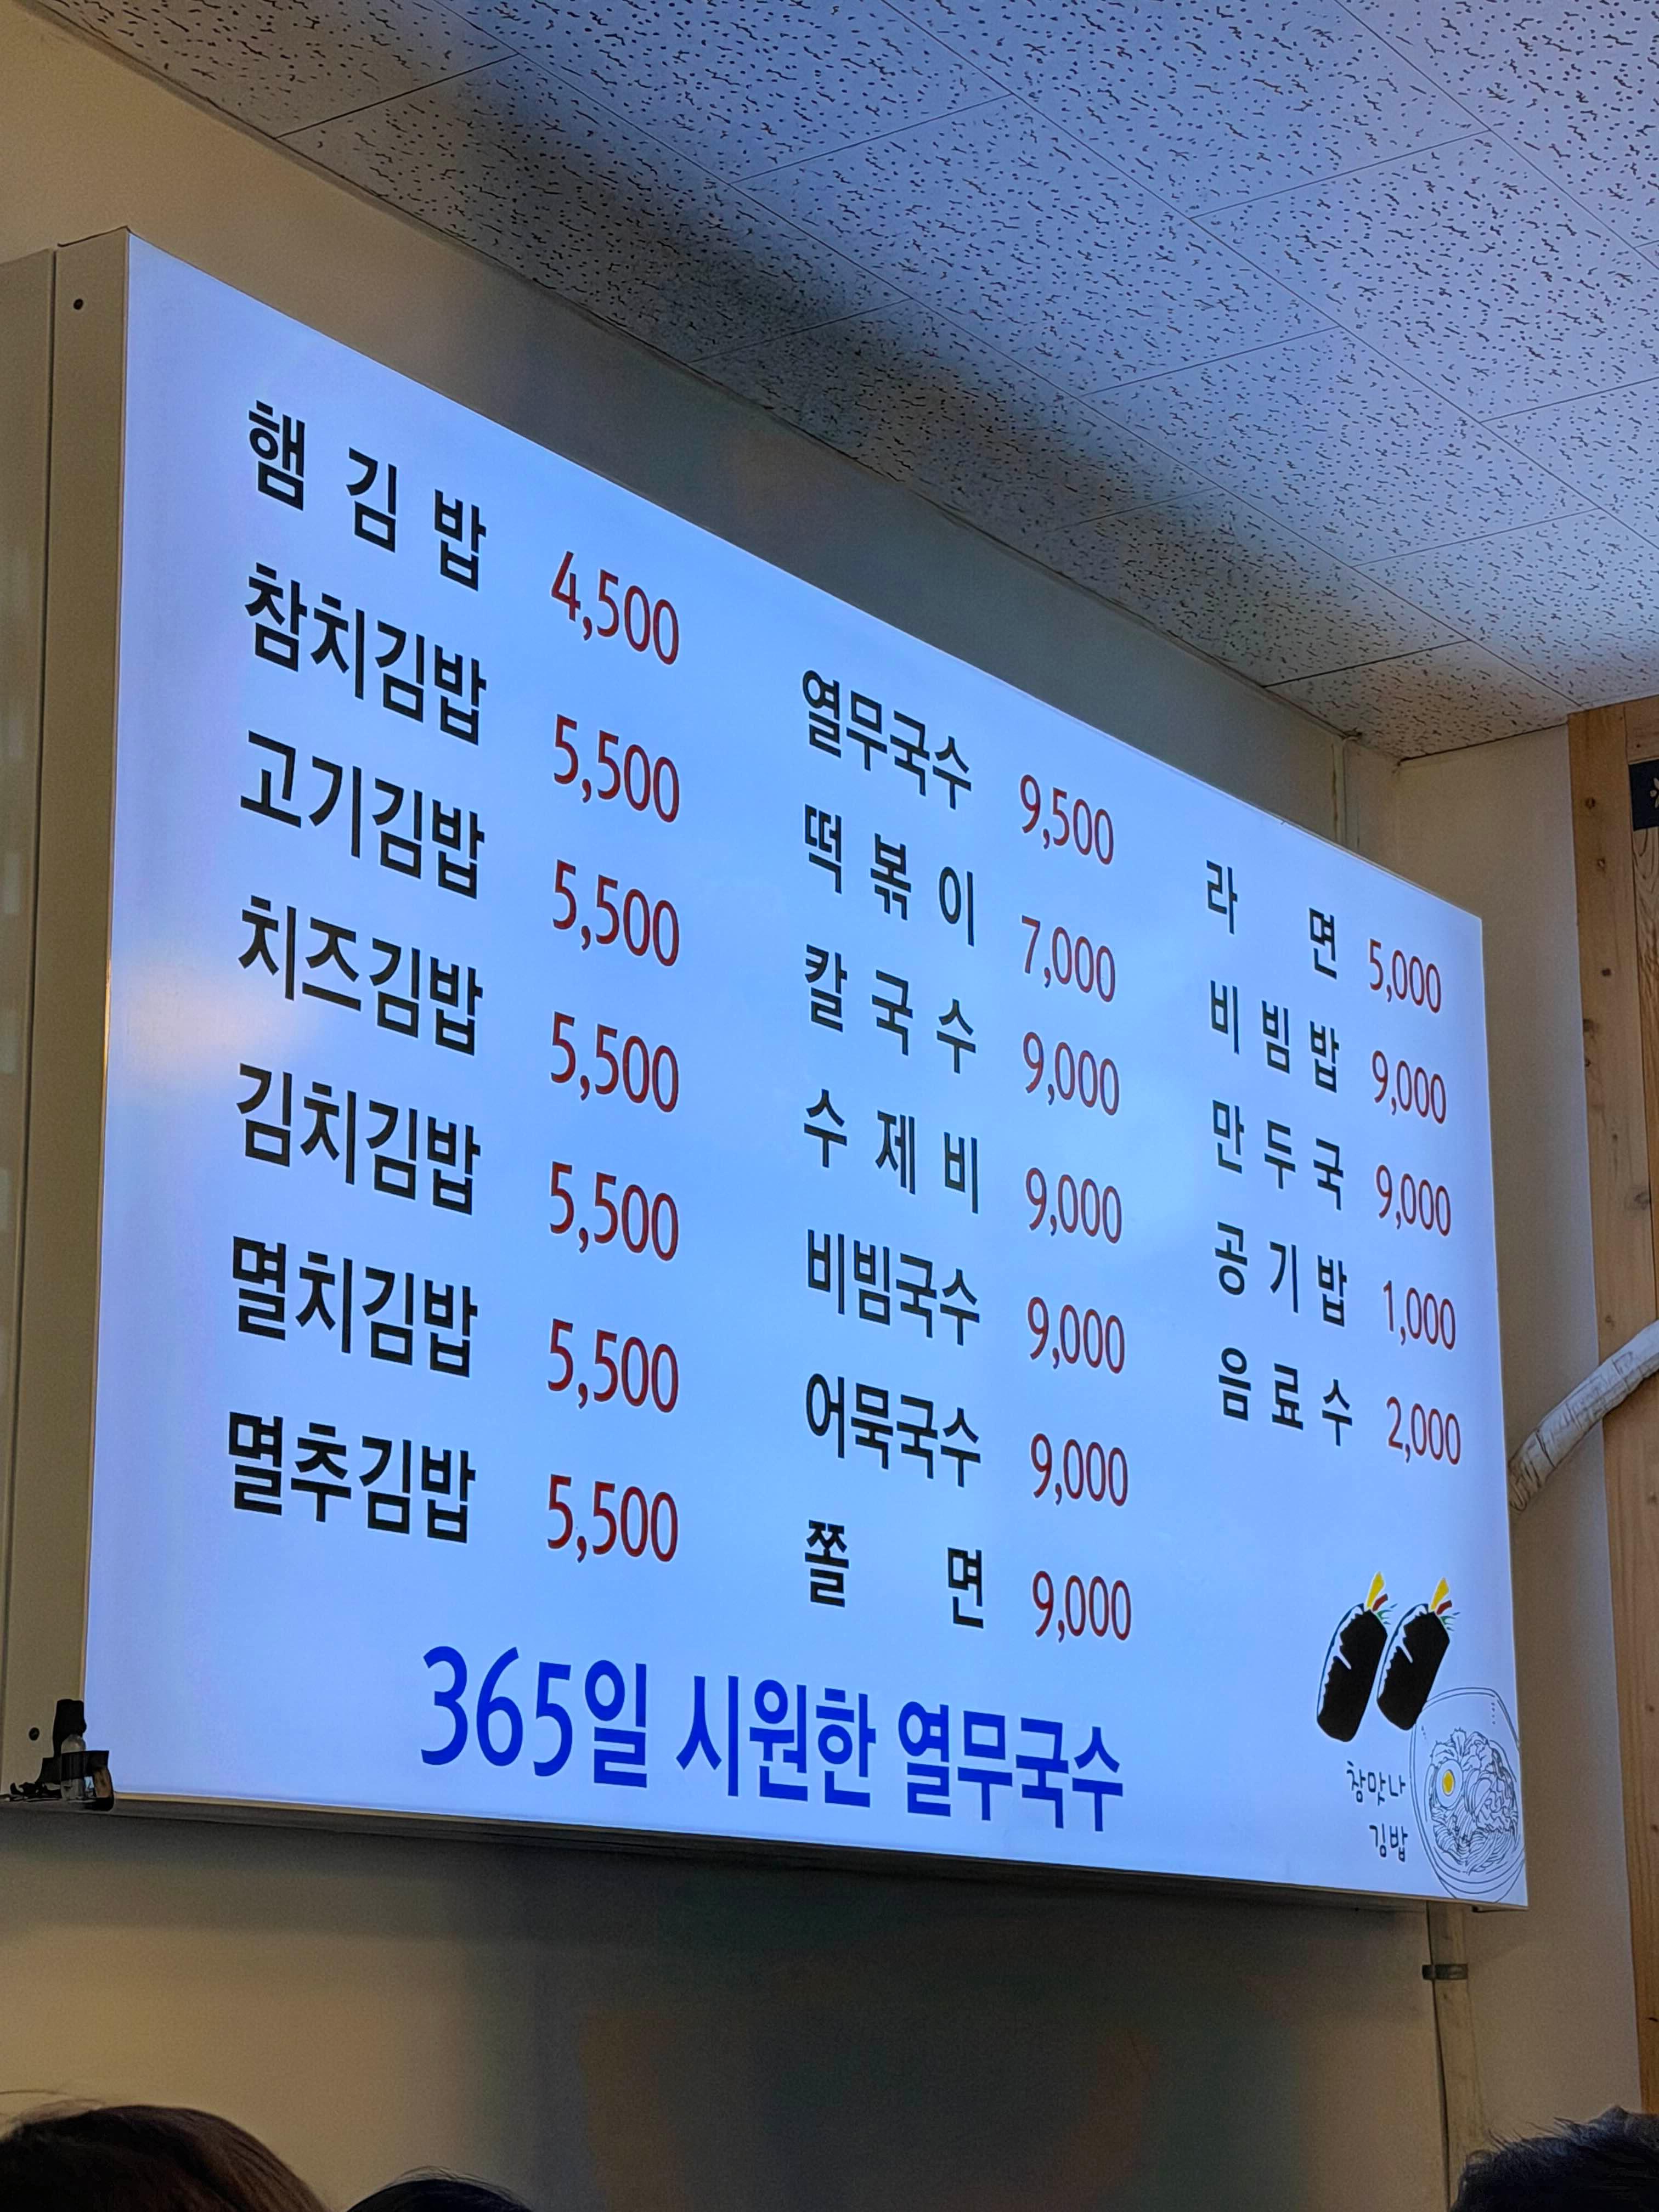 햄 김 밥 4,500
참치김밥 5,500
고기김밥 5,500
치즈김밥 5,500
김치김밥 5,500
멸치김밥 5,500
멸추김밥 5,500
열무국수 9,500
떡 볶 이 7,000
칼 국 수 9,000
수 제 비 9,000
비빔국수 9,000
어묵국수 9,000
쫄 면 9,000
라 면 5,000
비 빔 밥 9,000
만 두 국 9,000
공 기 밥 1,000
음 료 수 2,000
365일 시원한 열무국수
참맛나
김밥